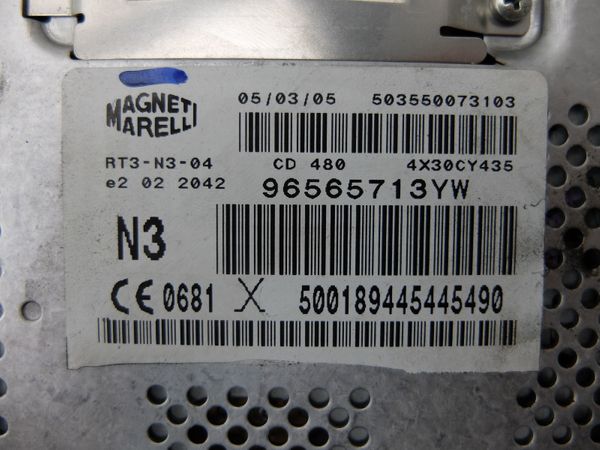 MAGNETI
MARELLI
05/03/05 503550073103
RT3-N3-04 CD 480 4X30CY435
e2 02 2042 96565713YW
N3
CE 0681 X 500189445445490